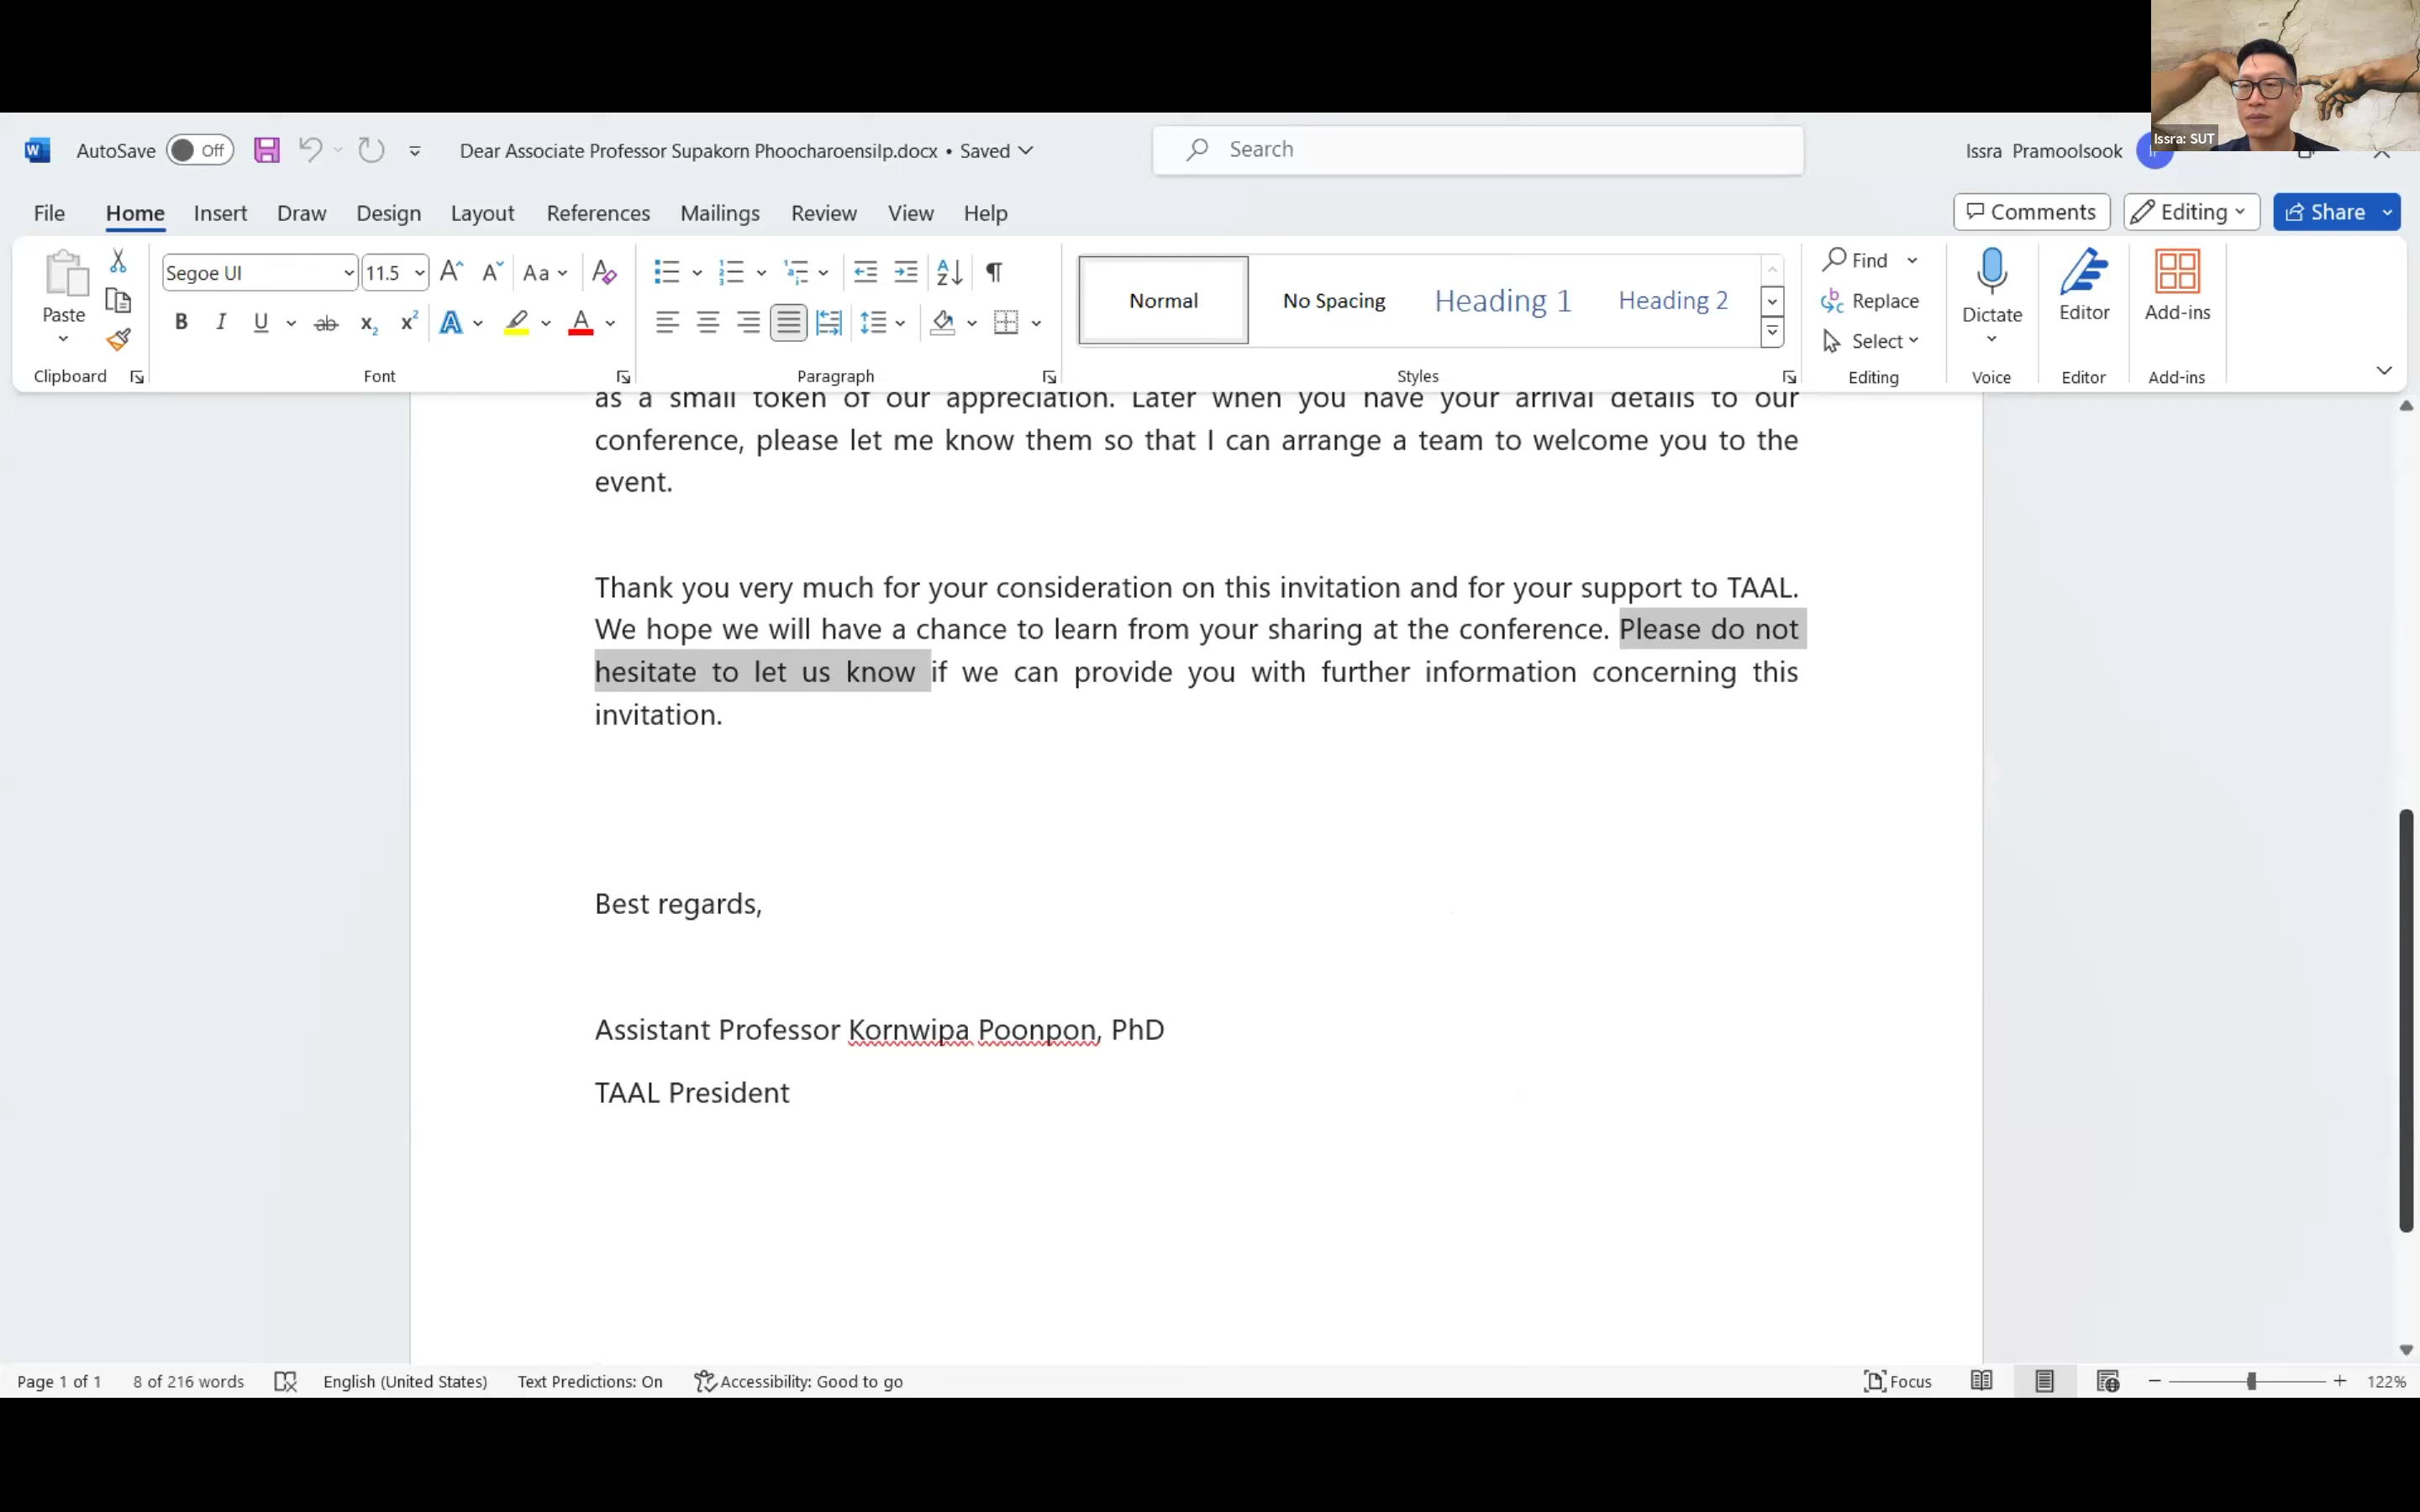 Issra: SUT
AutoSave Off Dear Associate Professor Supakorn Phoocharoensilp.docx • Saved Search Issra Pramoolsook
File Home Insert Draw Design Layout References Mailings Review View Help Comments Editing Share
Paste
Segoe UI 11.5
Normal No Spacing Heading 1 Heading 2
Find
Replace
Select
Dictate Editor Add-ins
Clipboard Font Paragraph Styles Editing Voice Editor Add-ins
as a small token of our appreciation. Later when you have your arrival details to our
conference, please let me know them so that I can arrange a team to welcome you to the
event.
Thank you very much for your consideration on this invitation and for your support to TAAL.
We hope we will have a chance to learn from your sharing at the conference. Please do not
hesitate to let us know if we can provide you with further information concerning this
invitation.
Best regards,
Assistant Professor Kornwipa Poonpon, PhD
TAAL President
Page 1 of 1 8 of 216 words English (United States) Text Predictions: On Accessibility: Good to go Focus 122%